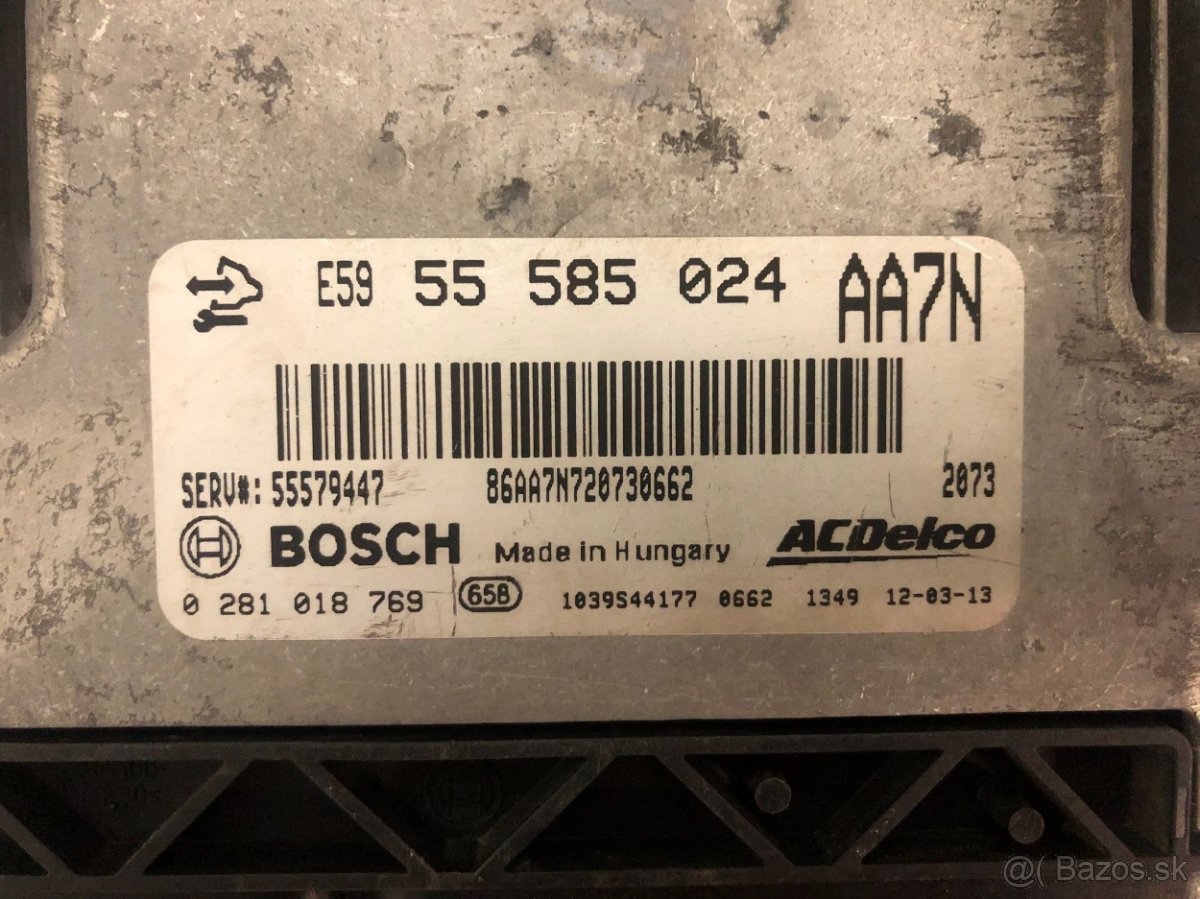 E59 55 585 024 AA7N
SERV#: 55579447 86AA7N720730662 2073
BOSCH Made in Hungary ACDelco
0 281 018 769 658 1039S44177 0662 1349 12-03-13
@( Bazos.sk